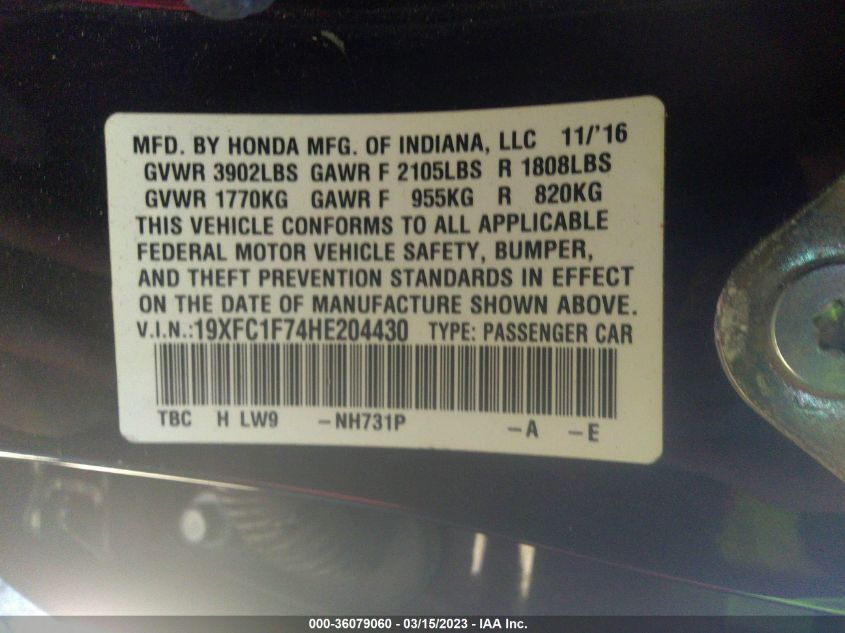 MFD. BY HONDA MFG. OF INDIANA, LLC 11/'16
GVWR 3902LBS GAWR F 2105LBS R 1808LBS
GVWR 1770KG GAWR F 955KG R 820KG
THIS VEHICLE CONFORMS TO ALL APPLICABLE
FEDERAL MOTOR VEHICLE SAFETY, BUMPER,
AND THEFT PREVENTION STANDARDS IN EFFECT
ON THE DATE OF MANUFACTURE SHOWN ABOVE.
V.I.N.:19XFC1F74HE204430 TYPE: PASSENGER CAR
TBC H LW9 -NH731P -A -E
000-36079060 - 03/15/2023 - IAA Inc.